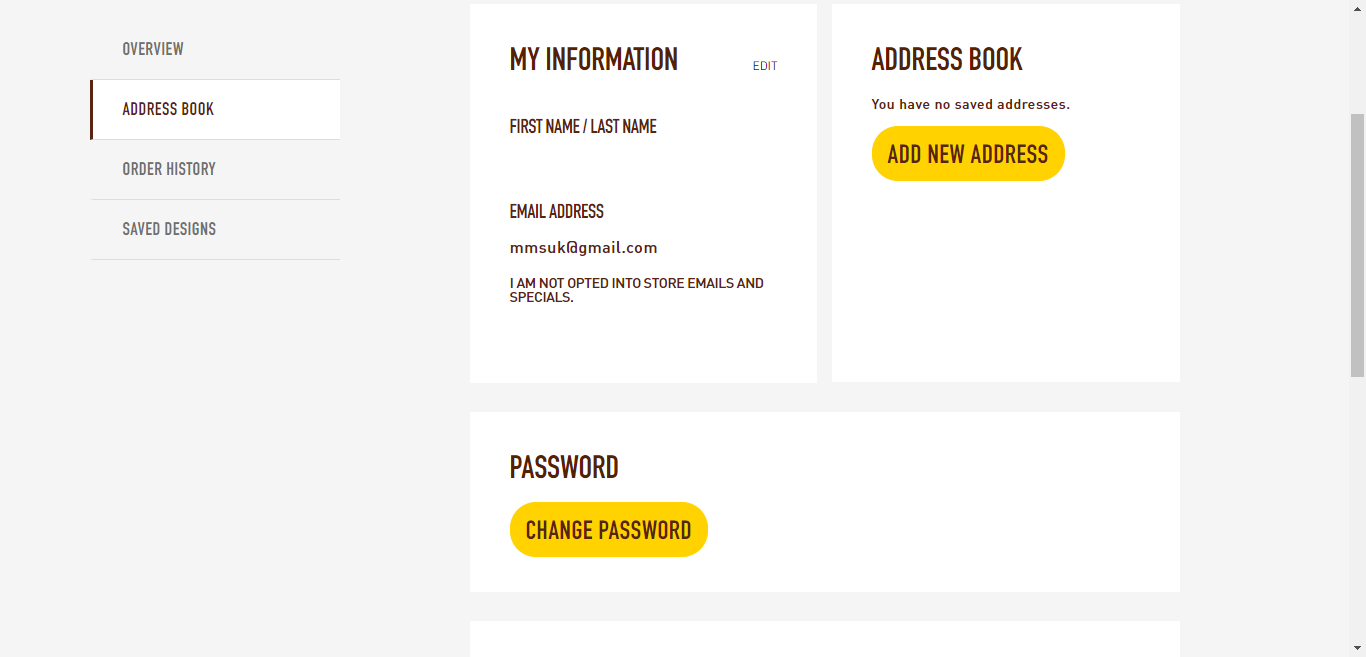 OVERVIEW
ADDRESS BOOK
ORDER HISTORY
SAVED DESIGNS
MY INFORMATION
EDIT
FIRST NAME / LAST NAME
EMAIL ADDRESS
mmsuk@gmail.com
I AM NOT OPTED INTO STORE EMAILS AND
SPECIALS.
ADDRESS BOOK
You have no saved addresses.
ADD NEW ADDRESS
PASSWORD
CHANGE PASSWORD